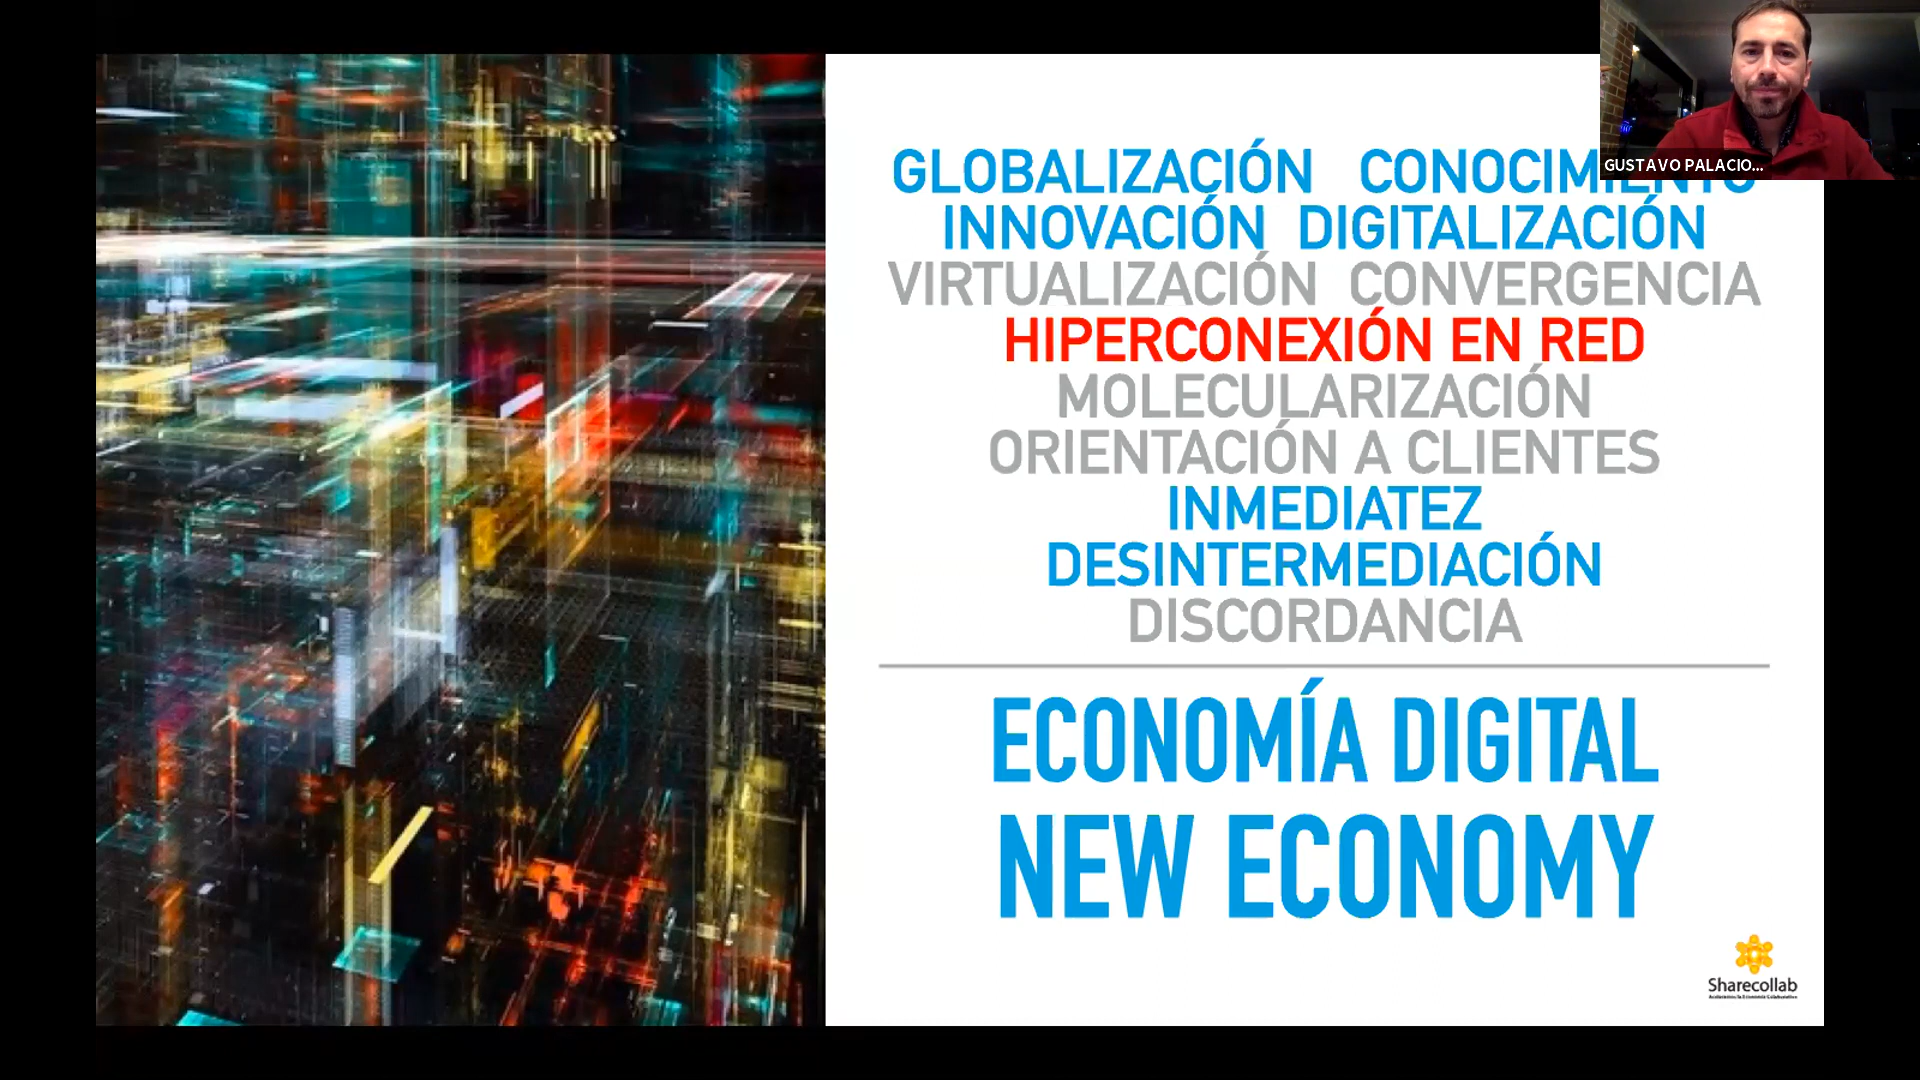 GLOBALIZACIÓN CONOCIMIENTO
INNOVACIÓN DIGITALIZACIÓN
VIRTUALIZACIÓN CONVERGENCIA
HIPERCONEXIÓN EN RED
MOLECULARIZACIÓN
ORIENTACIÓN A CLIENTES
INMEDIATEZ
DESINTERMEDIACIÓN
DISCORDANCIA
ECONOMÍA DIGITAL
NEW ECONOMY
Sharecollab
GUSTAVO PALACIO...